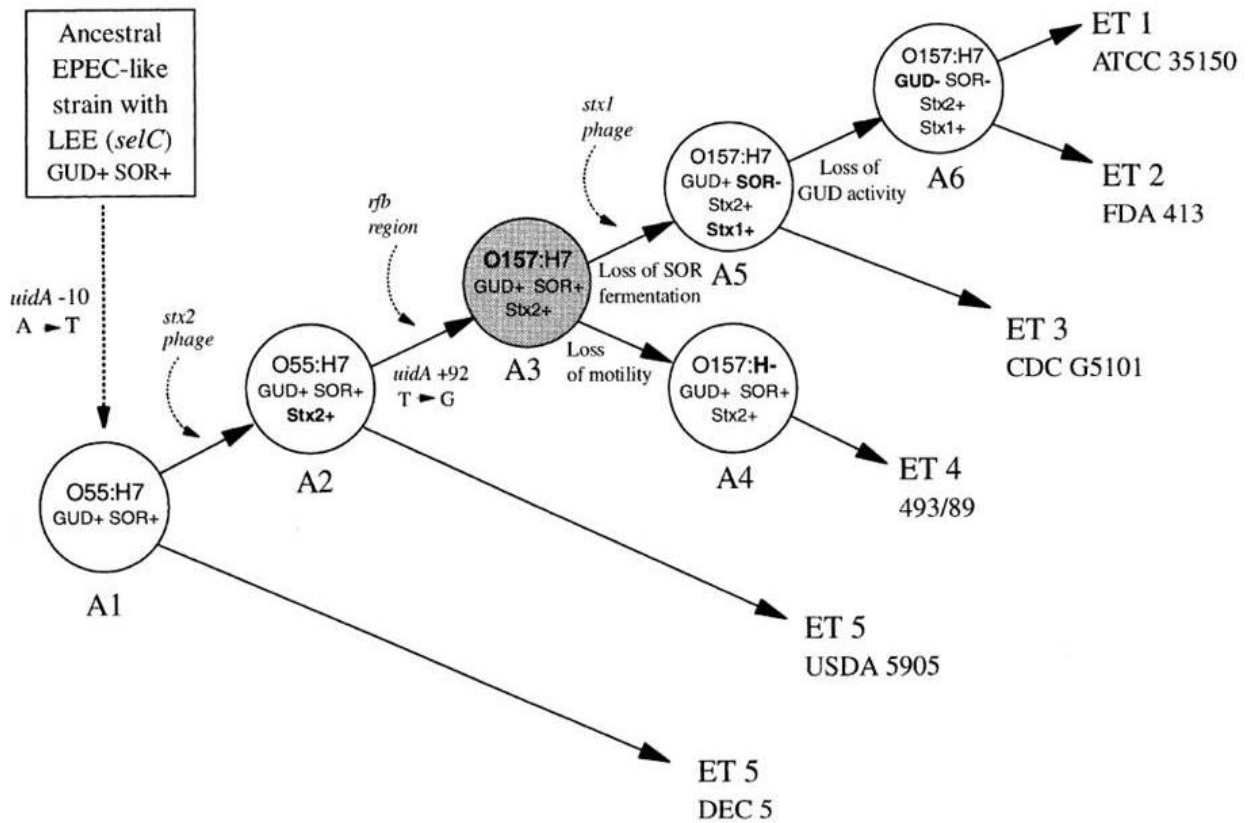 Ancestral
EPEC-like
strain with
LEE (selC)
GUD+ SOR+
uidA -10
A ► T
O55:H7
GUD+ SOR+
A1
stx2
phage
O55:H7
GUD+ SOR+
Stx2+
A2
rfb
region
uidA +92
T ► G
O157:H7
GUD+ SOR+
Stx2+
A3
Loss of SOR
fermentation
Loss
of motility
stx1
phage
O157:H7
GUD+ SOR-
Stx2+
Stx1+
A5
O157:H-
GUD+ SOR+
Stx2+
A4
Loss of
GUD activity
O157:H7
GUD- SOR-
Stx2+
Stx1+
A6
ET 1
ATCC 35150
ET 2
FDA 413
ET 3
CDC G5101
ET 4
493/89
ET 5
USDA 5905
ET 5
DEC 5